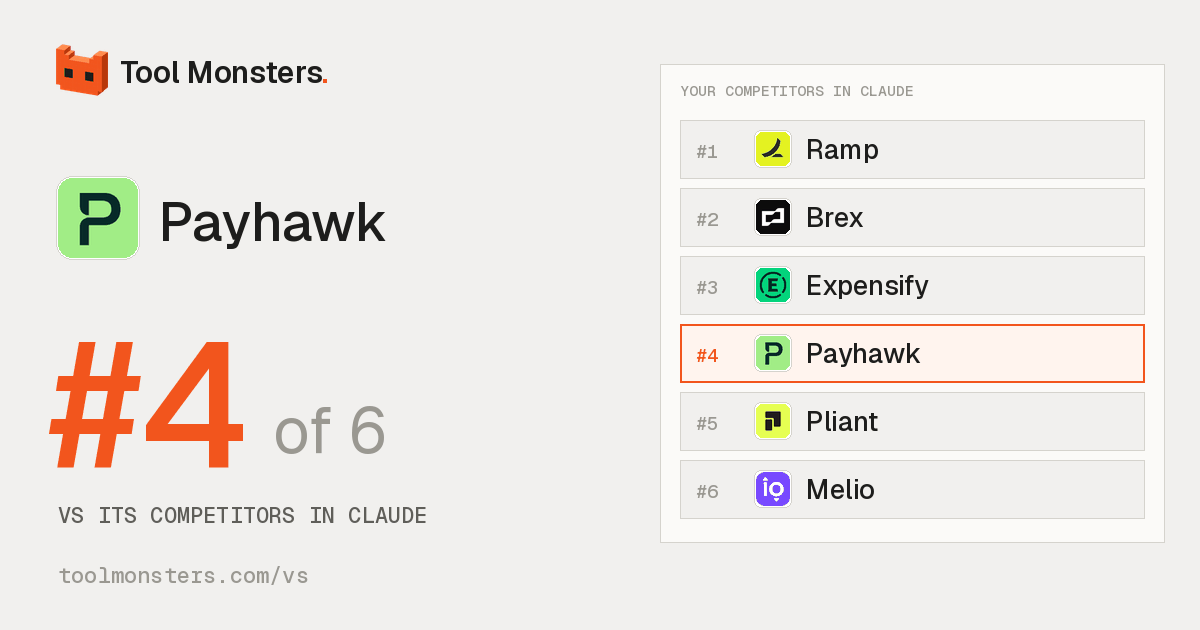 Tool Monsters.
Payhawk
#4 of 6
VS ITS COMPETITORS IN CLAUDE
toolmonsters.com/vs
YOUR COMPETITORS IN CLAUDE
#1 Ramp
#2 Brex
#3 Expensify
#4 Payhawk
#5 Pliant
#6 Melio